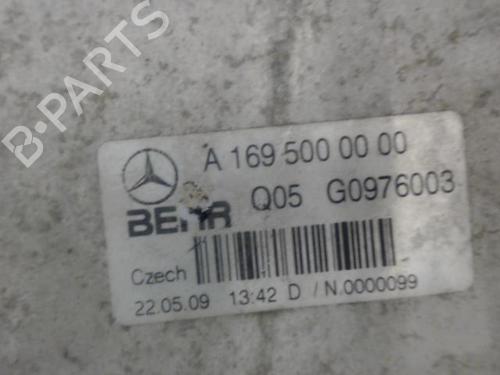 B-PARTS
A 169 500 00 00
BEHR Q05 G0976003
Czech
22.05.09 13:42 D / N.0000099